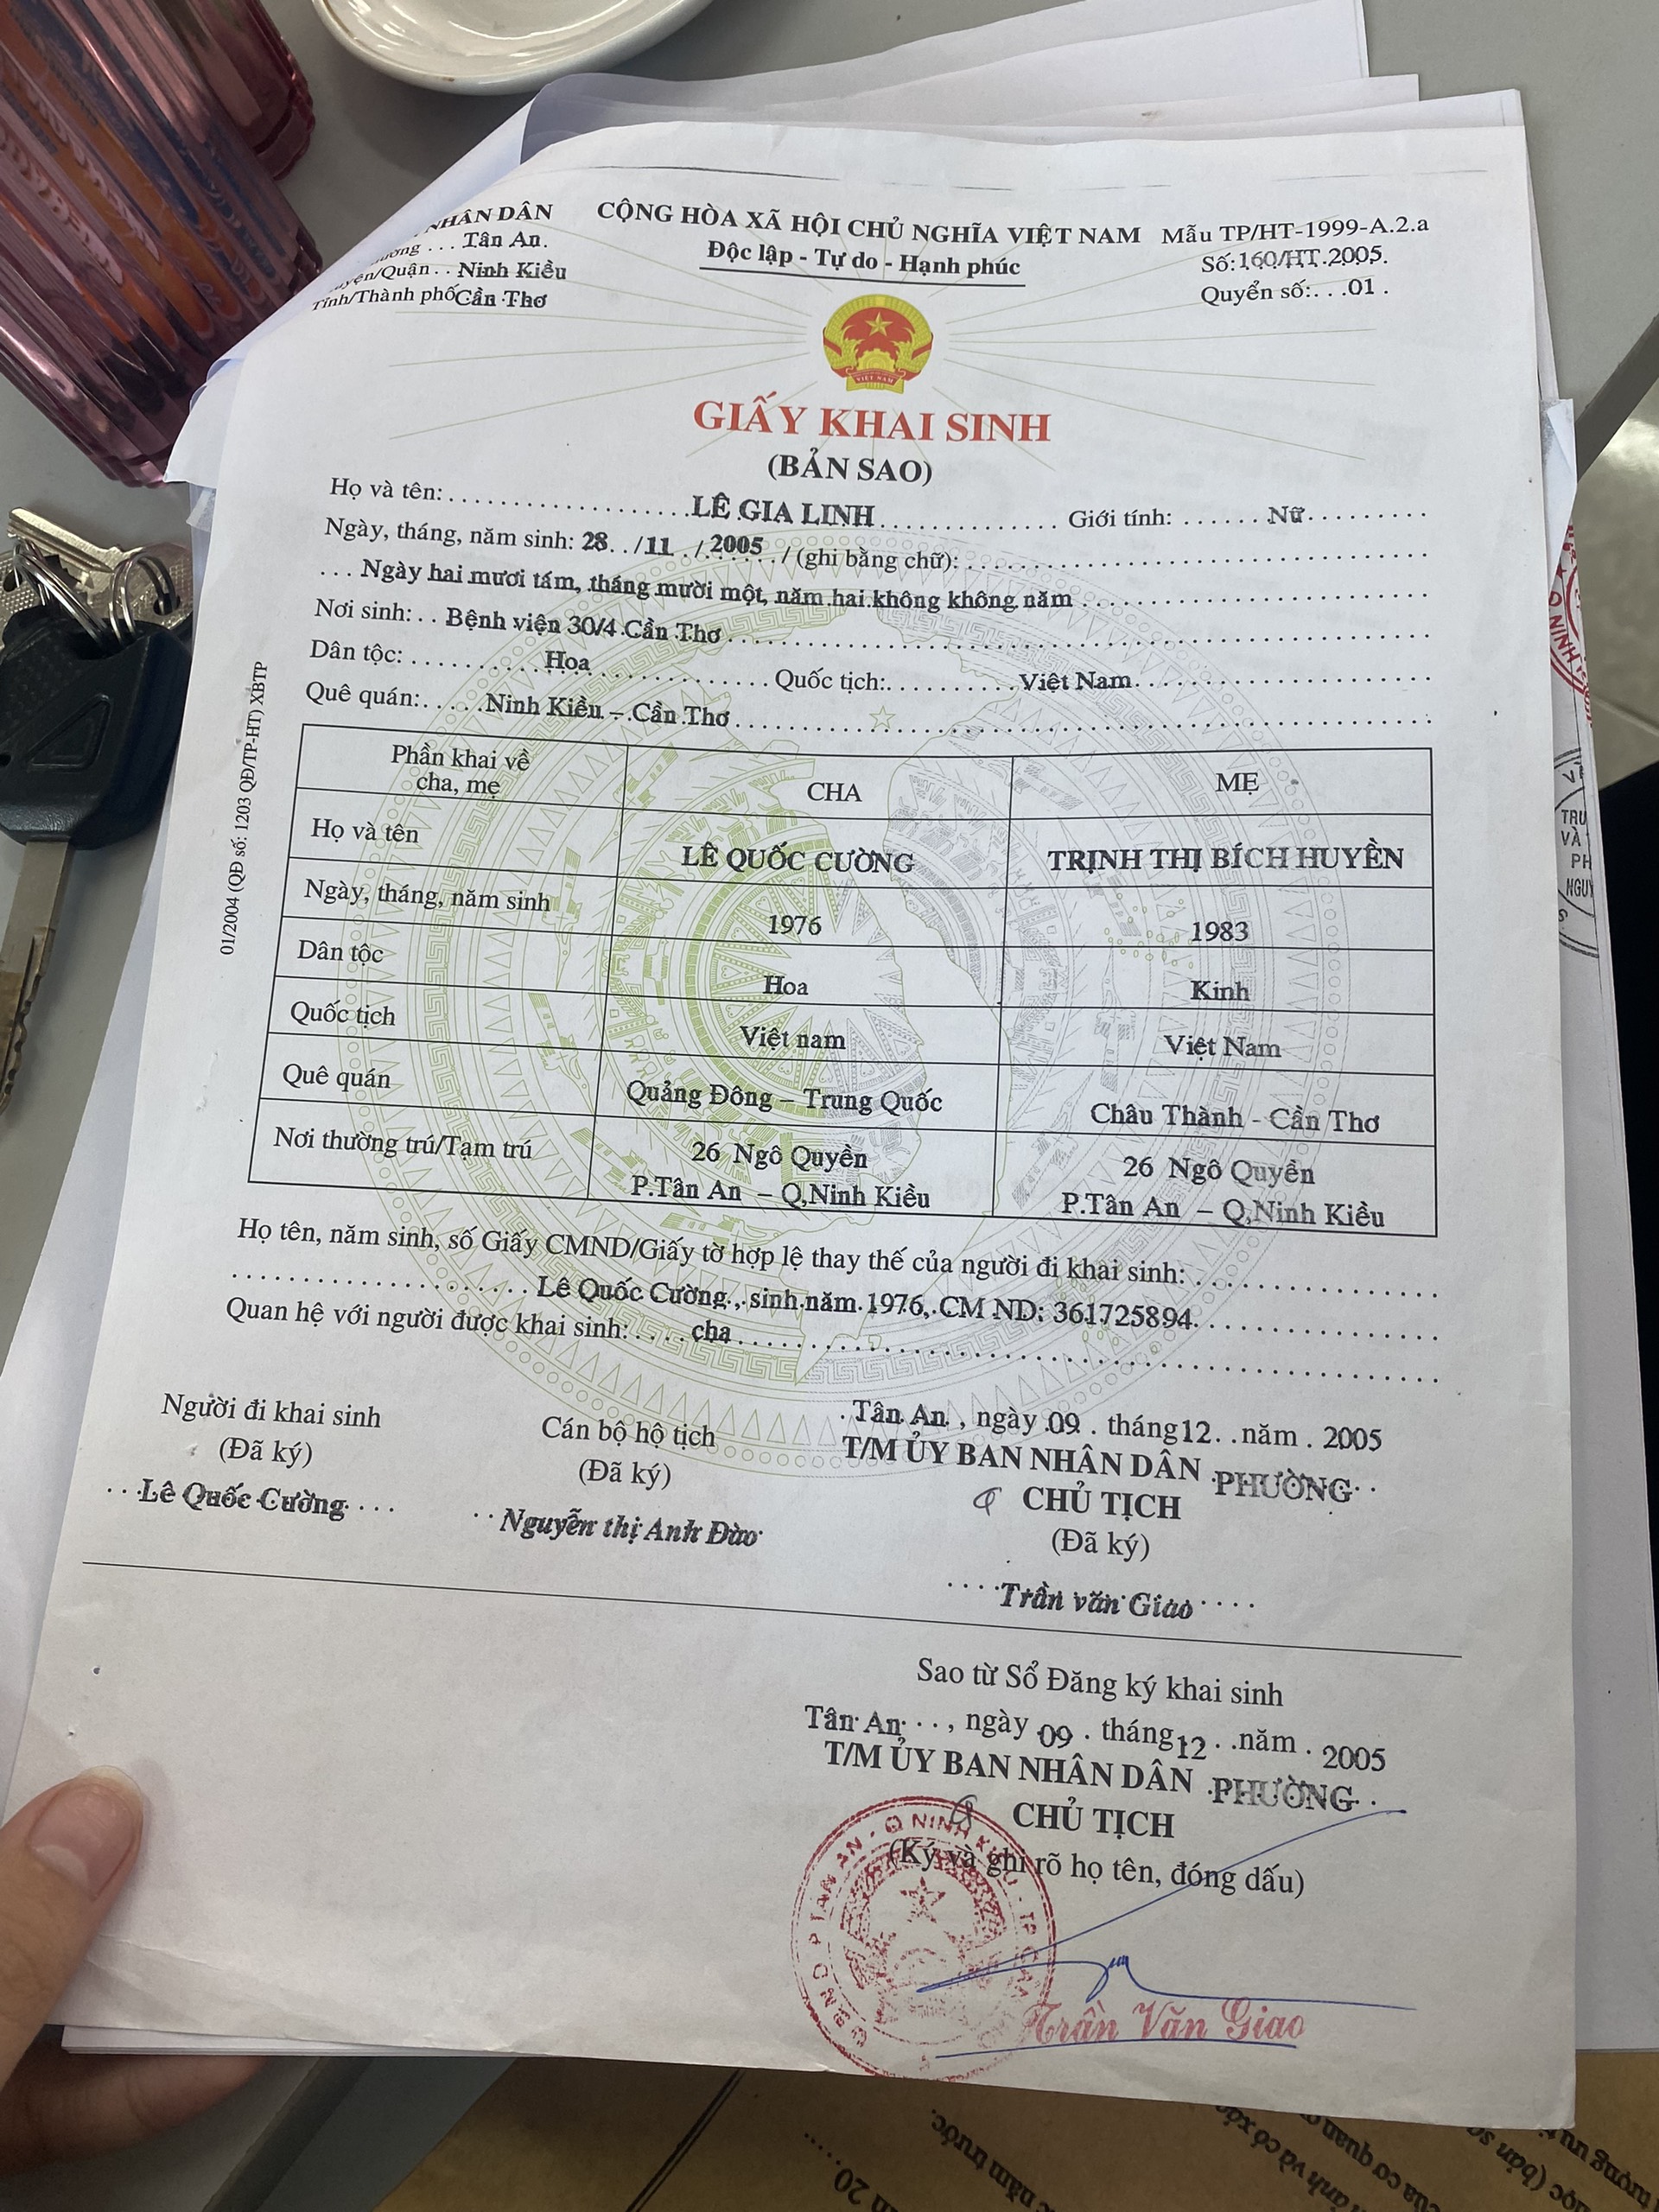 NHÂN DÂN
Tân An.
Huyện/Quận . . Ninh Kiều
Tỉnh/Thành phố Cần Thơ
CỘNG HÒA XÃ HỘI CHỦ NGHĨA VIỆT NAM
Độc lập - Tự do - Hạnh phúc
Mẫu TP/HT-1999-A.2.a
Số: 160/HT.2005.
Quyển số:. . .01 .
VIỆT NAM
GIẤY KHAI SINH
(BẢN SAO)
Họ và tên: LÊ GIA LINH Giới tính: Nữ
Ngày, tháng, năm sinh: 28 . . /11 . /2005 / (ghi bằng chữ):
Ngày hai mươi tám, tháng mười một, năm hai không không năm
Nơi sinh: . . Bệnh viện 30/4 Cần Thơ
Dân tộc: Hoa Quốc tịch: Việt Nam
Quê quán: Ninh Kiều – Cần Thơ
01/2004 (QĐ số: 1203 QĐ/TP-HT) XBTP
Phần khai về cha, mẹ CHA MẸ
Họ và tên LÊ QUỐC CƯỜNG TRỊNH THỊ BÍCH HUYỀN
Ngày, tháng, năm sinh 1976 1983
Dân tộc Hoa Kinh
Quốc tịch Việt nam Việt Nam
Quê quán Quảng Đông – Trung Quốc Châu Thành - Cần Thơ
Nơi thường trú/Tạm trú 26 Ngô Quyền 26 Ngô Quyền
P.Tân An – Q,Ninh Kiều P.Tân An – Q,Ninh Kiều
Họ tên, năm sinh, số Giấy CMND/Giấy tờ hợp lệ thay thế của người đi khai sinh:
Lê Quốc Cường , sinh năm 1976, CM ND: 361725894.
Quan hệ với người được khai sinh: cha
Người đi khai sinh
(Đã ký)
Lê Quốc Cường
Cán bộ hộ tịch
(Đã ký)
Nguyễn thị Anh Đào
Tân An , ngày 09 . tháng 12 . . năm . 2005
T/M ỦY BAN NHÂN DÂN PHƯỜNG
CHỦ TỊCH
(Đã ký)
Trần văn Giao
Sao từ Sổ Đăng ký khai sinh
Tân An . . , ngày 09 . tháng 12 . . năm . 2005
T/M ỦY BAN NHÂN DÂN PHƯỜNG
CHỦ TỊCH
(Ký và ghi rõ họ tên, đóng dấu)
U.B.N.D P TÂN AN - Q NINH KIỀU - TP CẦN THƠ
Trần Văn Giao